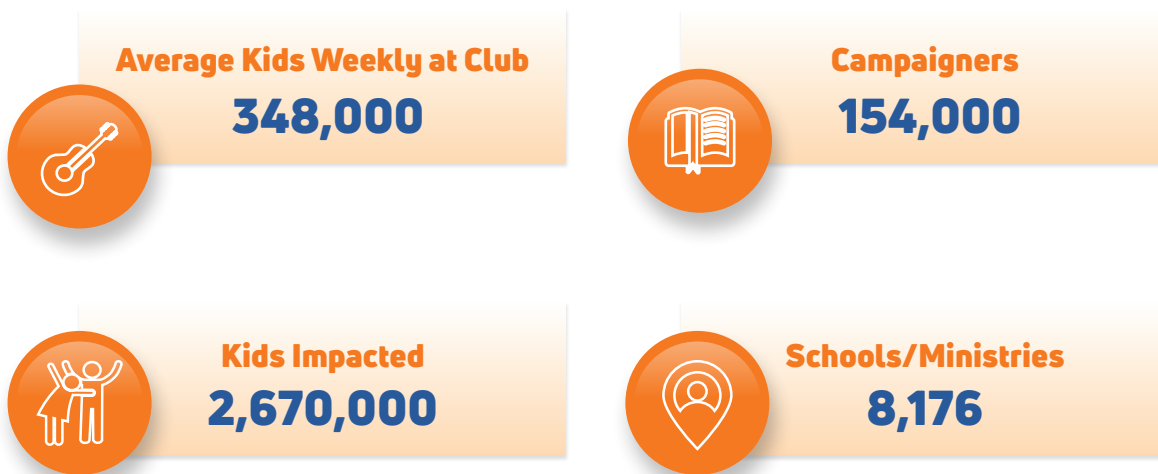 Average Kids Weekly at Club
348,000
Campaigners
154,000
Kids Impacted
2,670,000
Schools/Ministries
8,176